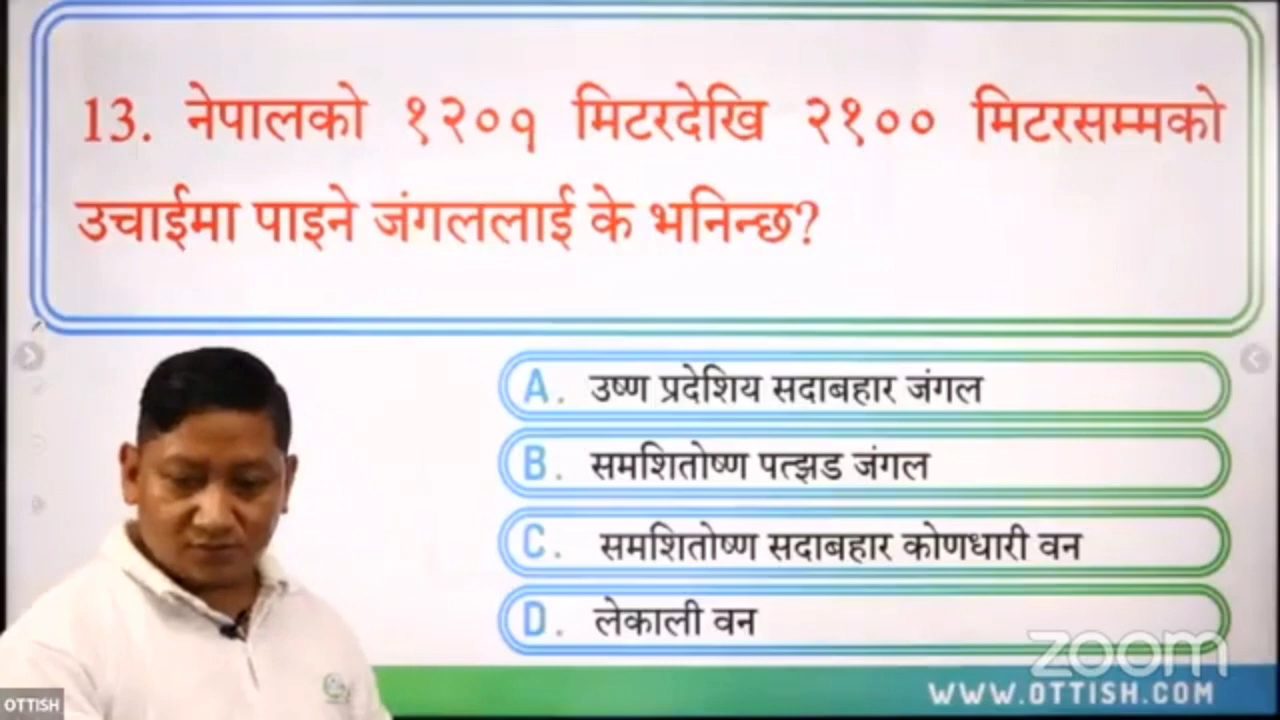 13. नेपालको १२०१ मिटरदेखि २१०० मिटरसम्मको
उचाईमा पाइने जंगललाई के भनिन्छ?
A. उष्ण प्रदेशिय सदाबहार जंगल
B. समशितोष्ण पत्झड जंगल
C. समशितोष्ण सदाबहार कोणधारी वन
D. लेकाली वन
zoom
WWW.OTTISH.COM
OTTISH